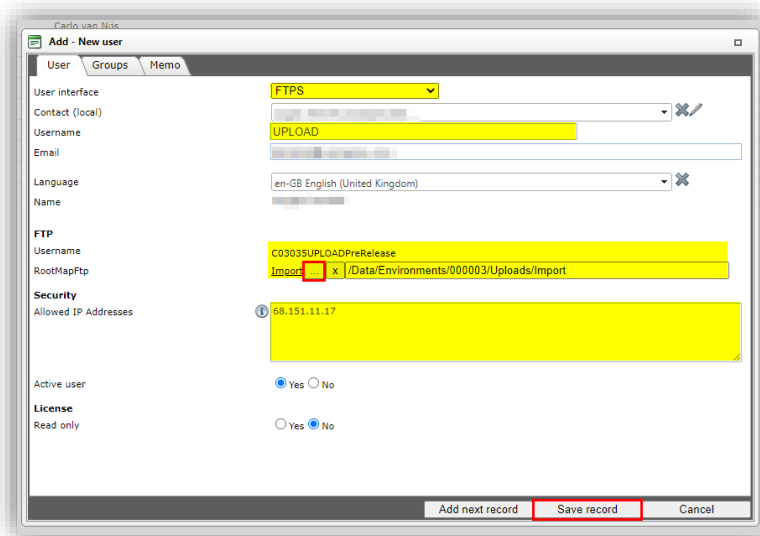 Carlo van Nijs
Add - New user
User Groups Memo
User interface FTPS
Contact (local)
Username UPLOAD
Email
Language en-GB English (United Kingdom)
Name
FTP
Username C03035UPLOADPreRelease
RootMapFtp Import ... x /Data/Environments/000003/Uploads/Import
Security
Allowed IP Addresses 68.151.11.17
Active user Yes No
License
Read only Yes No
Add next record Save record Cancel